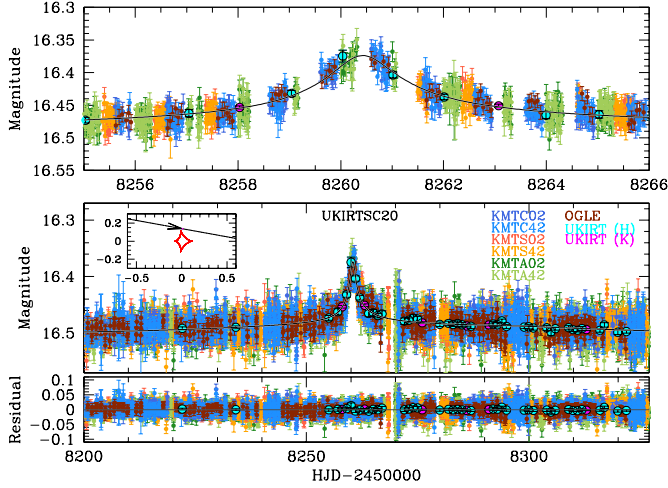 16.3
16.35
16.4
16.45
16.5
16.55
Magnitude
8256 8258 8260 8262 8264 8266
16.3
16.4
16.5
Magnitude
0.2
0
-0.2
-0.5 0 0.5
UKIRTSC20
KMTC02 OGLE
KMTC42 UKIRT (H)
KMTS02 UKIRT (K)
KMTS42
KMTA02
KMTA42
0.1
0.05
0
-0.05
-0.1
Residual
8200 8250 8300
HJD-2450000